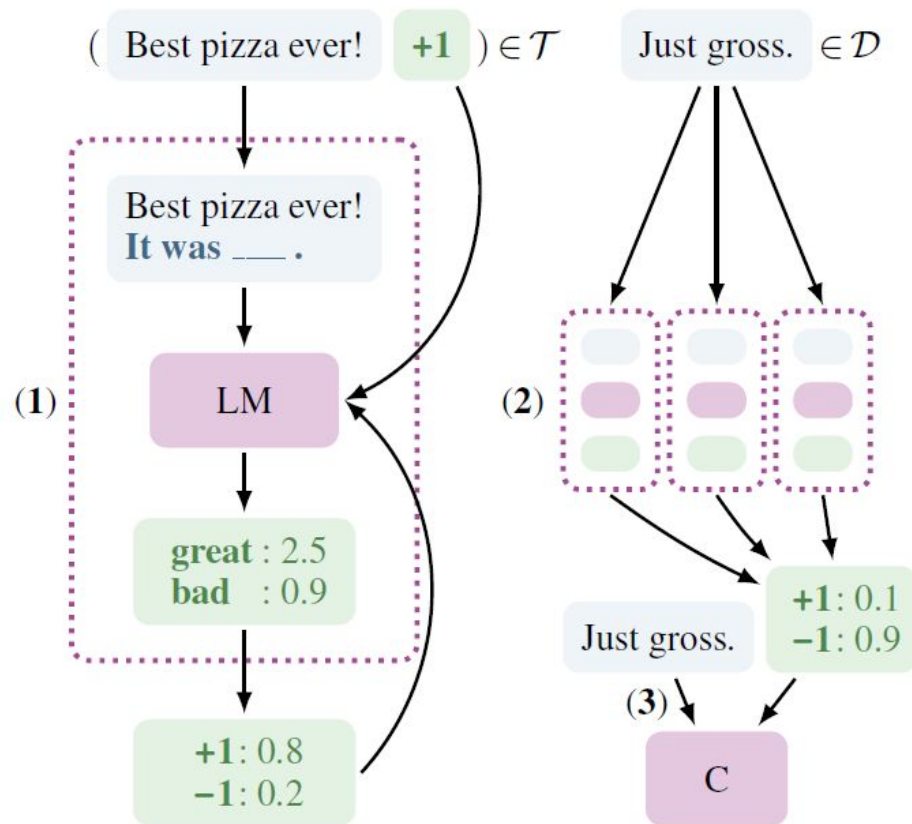 ( Best pizza ever! +1 ) ∈ 𝒯
Just gross. ∈ 𝒟
Best pizza ever!
It was ___ .
(1)
LM
great : 2.5
bad : 0.9
+1: 0.8
−1: 0.2
(2)
+1: 0.1
−1: 0.9
Just gross.
(3)
C